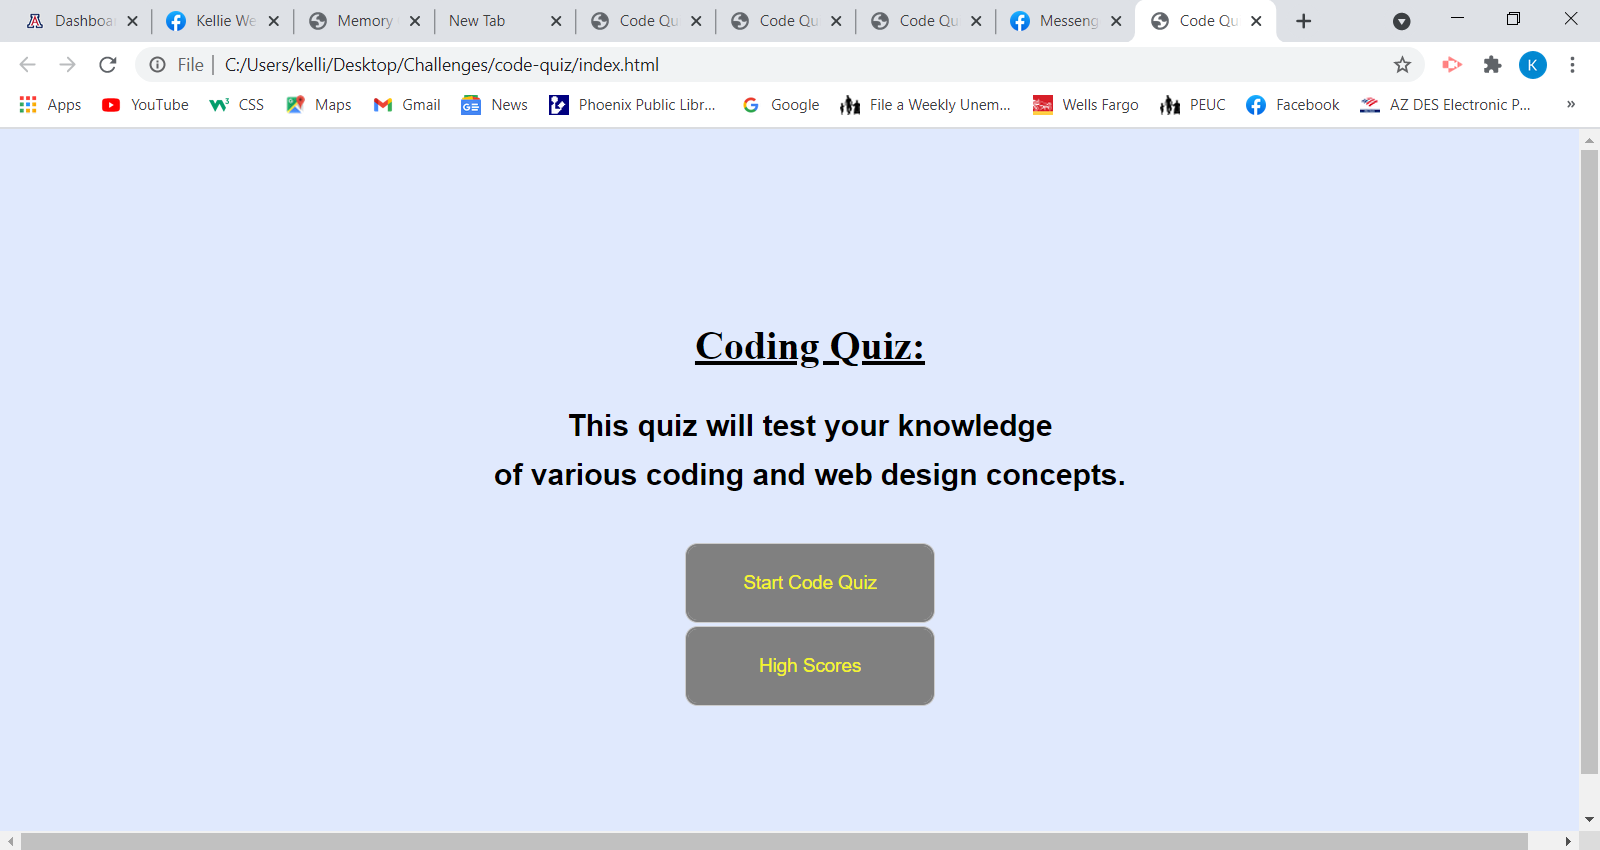 Dashboa
Kellie We
Memory
New Tab
Code Qu
Code Qu
Code Qu
Messeng
Code Qu
File
C:/Users/kelli/Desktop/Challenges/code-quiz/index.html
K
Apps
YouTube
CSS
Maps
Gmail
News
Phoenix Public Libr...
Google
File a Weekly Unem...
Wells Fargo
PEUC
Facebook
AZ DES Electronic P...
»
Coding Quiz:
This quiz will test your knowledge
of various coding and web design concepts.
Start Code Quiz
High Scores